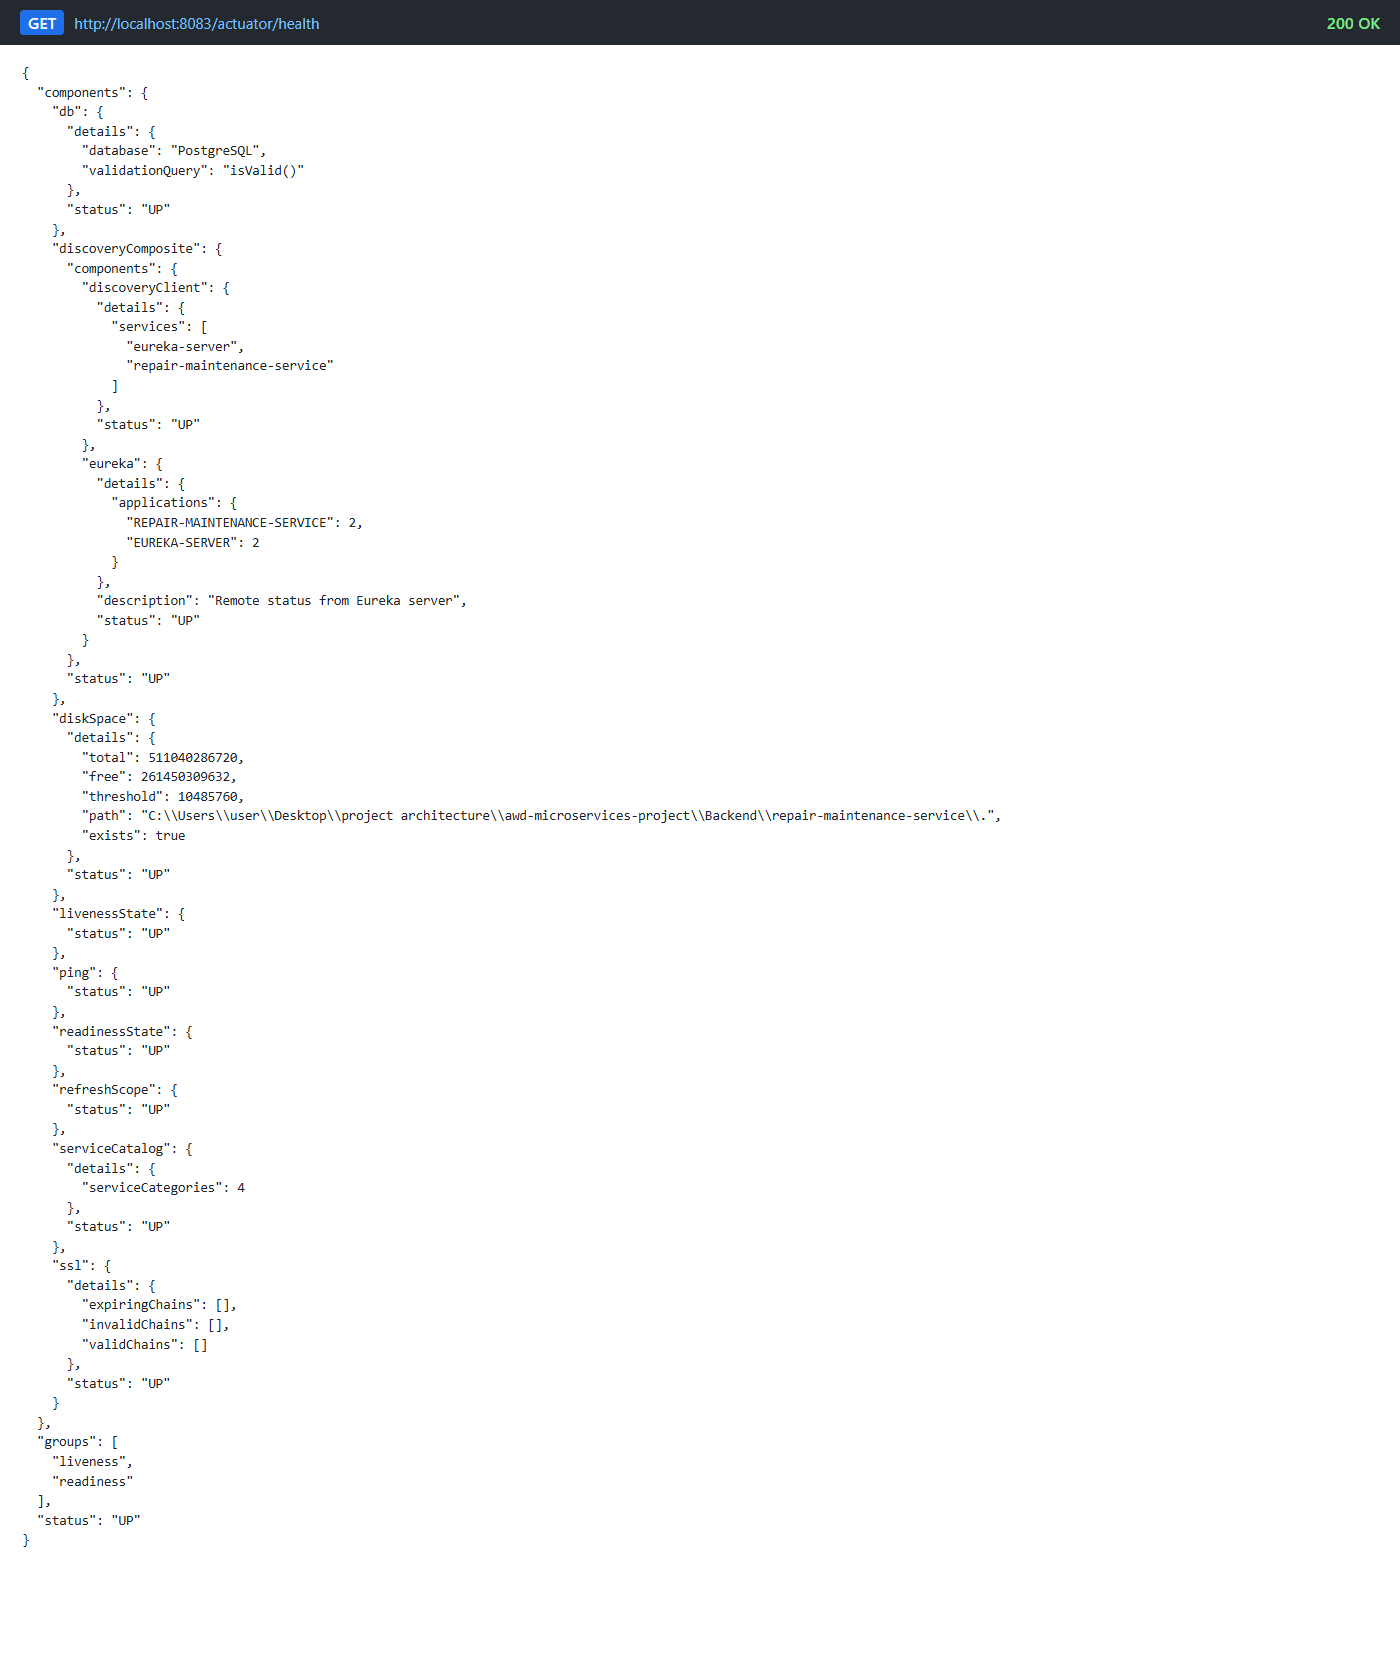 GET http://localhost:8083/actuator/health 200 OK
{
  "components": {
    "db": {
      "details": {
        "database": "PostgreSQL",
        "validationQuery": "isValid()"
      },
      "status": "UP"
    },
    "discoveryComposite": {
      "components": {
        "discoveryClient": {
          "details": {
            "services": [
              "eureka-server",
              "repair-maintenance-service"
            ]
          },
          "status": "UP"
        },
        "eureka": {
          "details": {
            "applications": {
              "REPAIR-MAINTENANCE-SERVICE": 2,
              "EUREKA-SERVER": 2
            }
          },
          "description": "Remote status from Eureka server",
          "status": "UP"
        }
      },
      "status": "UP"
    },
    "diskSpace": {
      "details": {
        "total": 511040286720,
        "free": 261450309632,
        "threshold": 10485760,
        "path": "C:\\Users\\user\\Desktop\\project architecture\\awd-microservices-project\\Backend\\repair-maintenance-service\\.",
        "exists": true
      },
      "status": "UP"
    },
    "livenessState": {
      "status": "UP"
    },
    "ping": {
      "status": "UP"
    },
    "readinessState": {
      "status": "UP"
    },
    "refreshScope": {
      "status": "UP"
    },
    "serviceCatalog": {
      "details": {
        "serviceCategories": 4
      },
      "status": "UP"
    },
    "ssl": {
      "details": {
        "expiringChains": [],
        "invalidChains": [],
        "validChains": []
      },
      "status": "UP"
    }
  },
  "groups": [
    "liveness",
    "readiness"
  ],
  "status": "UP"
}